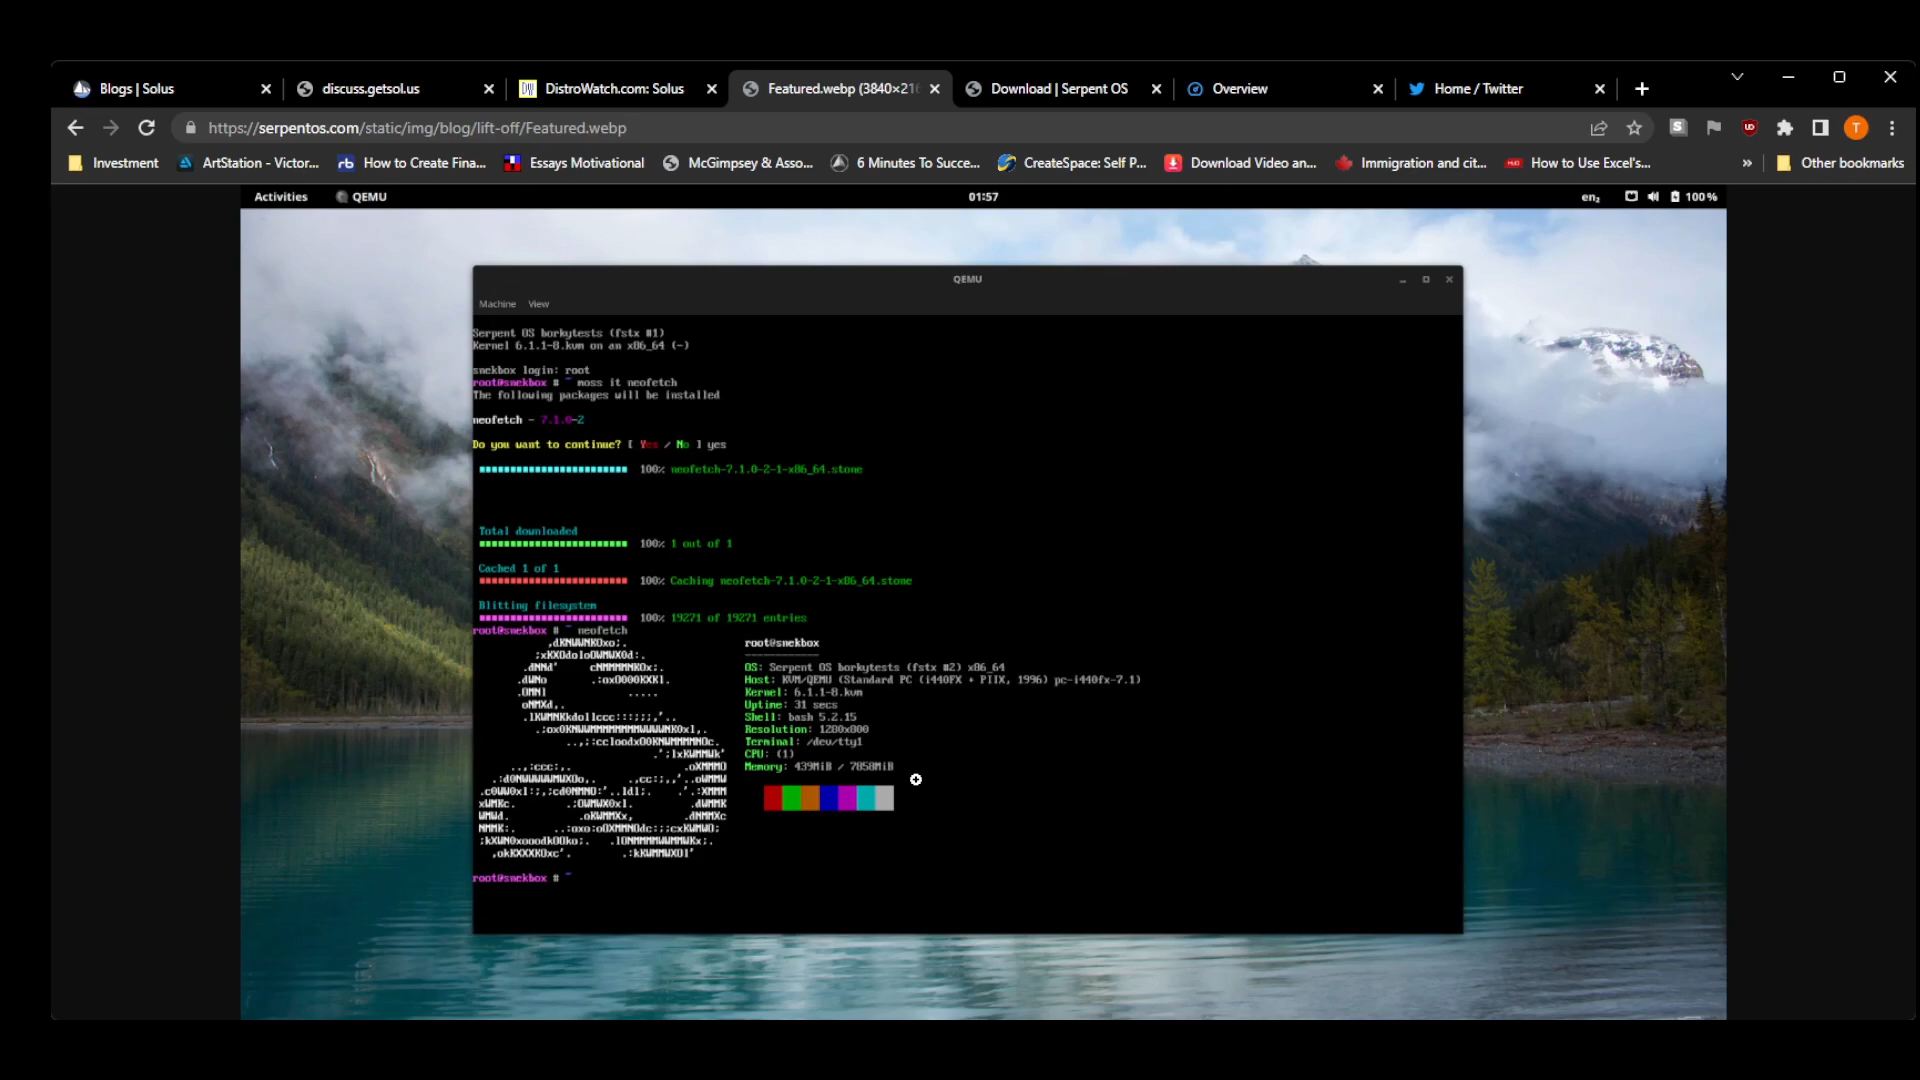 Blogs | Solus
discuss.getsol.us
DistroWatch.com: Solus
Featured.webp (3840×216
Download | Serpent OS
Overview
Home / Twitter
https://serpentos.com/static/img/blog/lift-off/Featured.webp
Investment
ArtStation - Victor...
How to Create Fina...
Essays Motivational
McGimpsey & Asso...
6 Minutes To Succe...
CreateSpace: Self P...
Download Video an...
Immigration and cit...
How to Use Excel's...
Other bookmarks
Activities
QEMU
01:57
en₂
100 %
QEMU
Machine View
Serpent OS borkytests (fstx #1)
Kernel 6.1.1-8.kvm on an x86_64 (-)
snekbox login: root
root@snekbox # ~ moss it neofetch
The following packages will be installed
neofetch - 7.1.0-2
Do you want to continue? [ Yes / No ] yes
100% neofetch-7.1.0-2-1-x86_64.stone
Total downloaded
100% 1 out of 1
Cached 1 of 1
100% Caching neofetch-7.1.0-2-1-x86_64.stone
Blitting filesystem
100% 19271 of 19271 entries
root@snekbox # ~ neofetch
root@snekbox
------------
OS: Serpent OS borkytests (fstx #2) x86_64
Host: KVM/QEMU (Standard PC (i440FX + PIIX, 1996) pc-i440fx-7.1)
Kernel: 6.1.1-8.kvm
Uptime: 31 secs
Shell: bash 5.2.15
Resolution: 1280x800
Terminal: /dev/tty1
CPU: (1)
Memory: 439MiB / 7858MiB
root@snekbox # ~